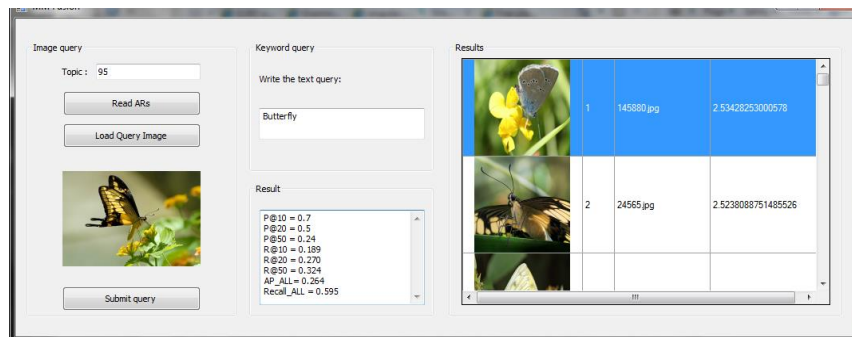 Image query
Topic : 95
Read ARs
Load Query Image
Submit query
Keyword query
Write the text query:
Butterfly
Result
P@10 = 0.7
P@20 = 0.5
P@50 = 0.24
R@10 = 0.189
R@20 = 0.270
R@50 = 0.324
AP_ALL= 0.264
Recall_ALL = 0.595
Results
1 145880.jpg 2.53428253000578
2 24565.jpg 2.5238088751485526